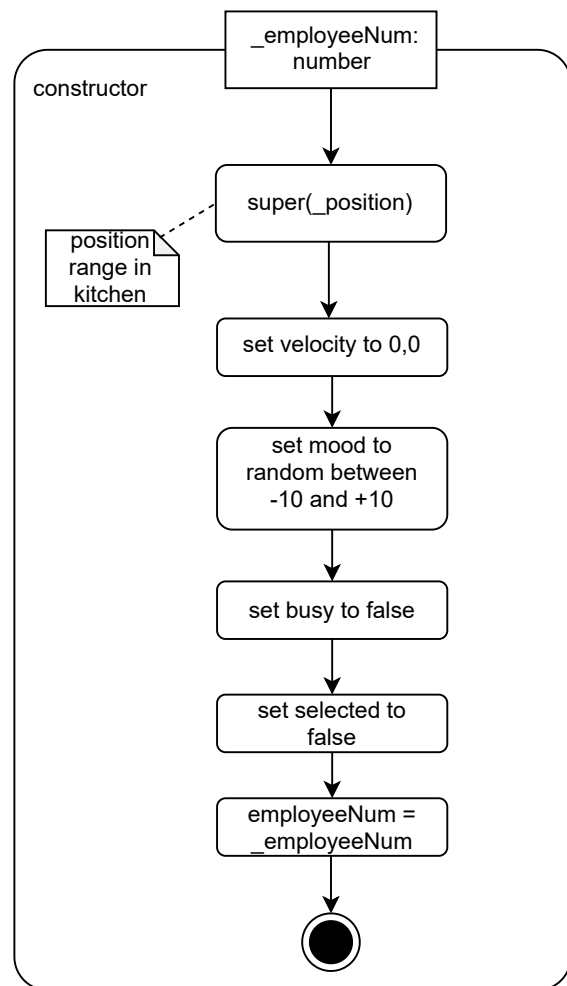 _employeeNum:
number
constructor
super(_position)
position
range in
kitchen
set velocity to 0,0
set mood to
random between
-10 and +10
set busy to false
set selected to
false
employeeNum =
_employeeNum